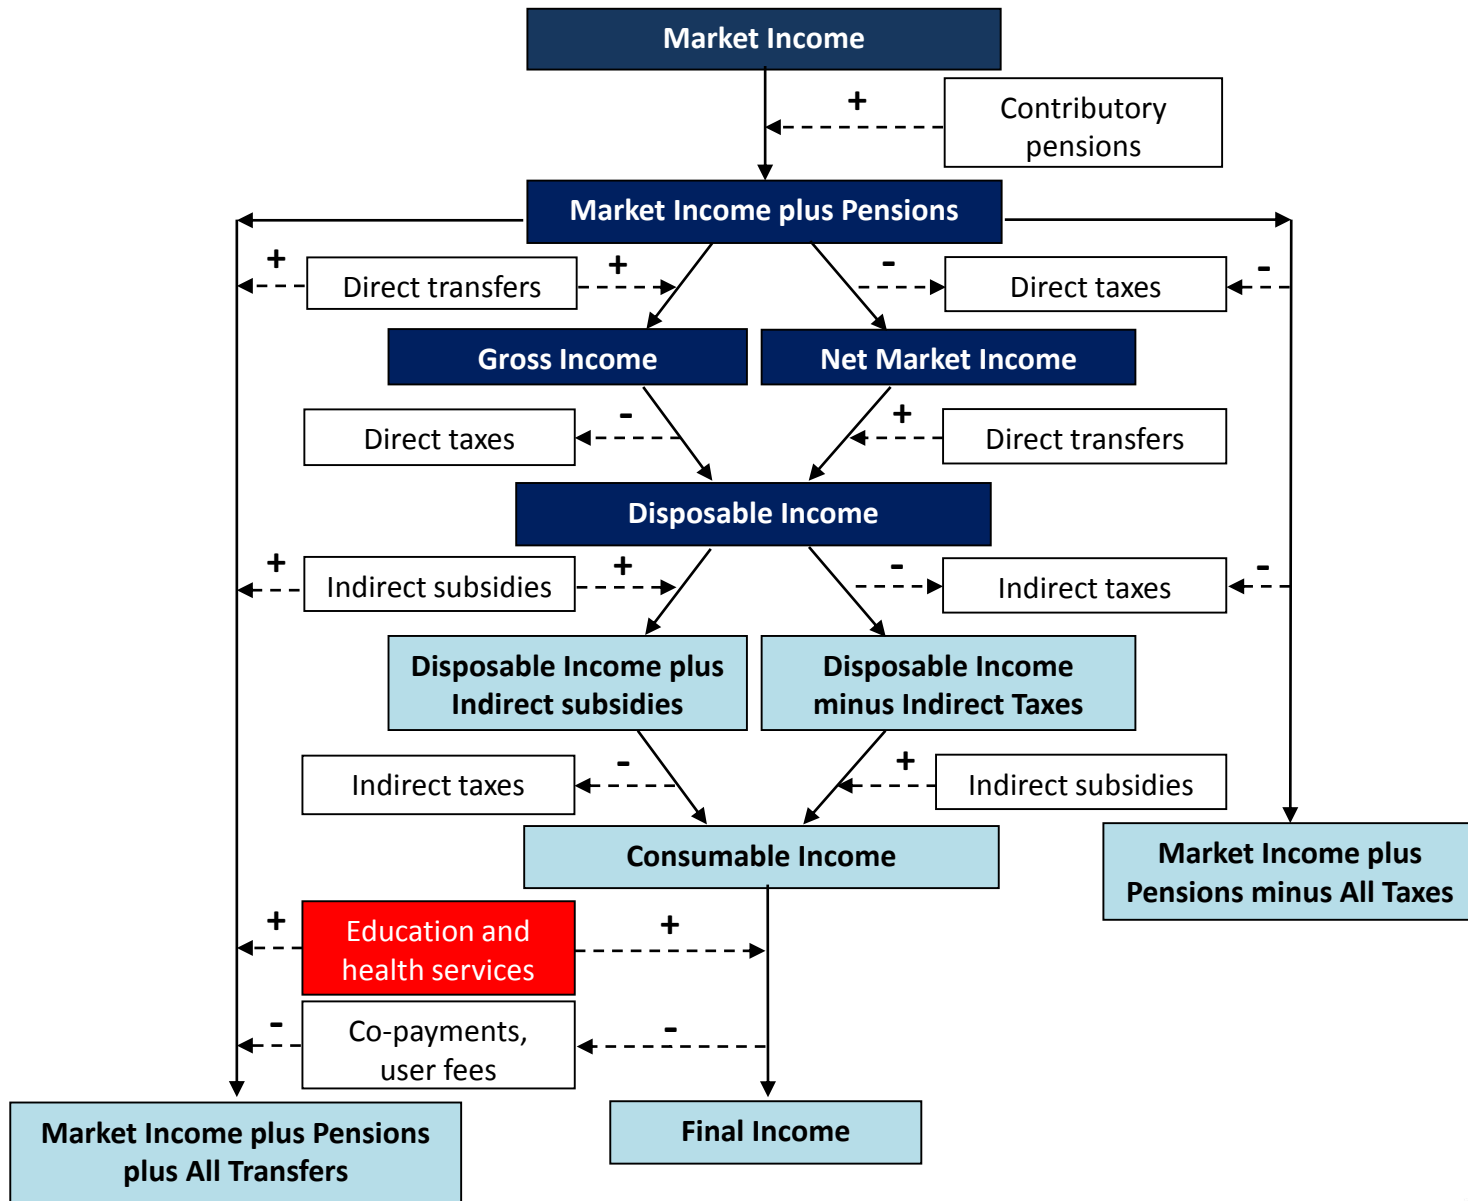 Market Income
+
Contributory
pensions
Market Income plus Pensions
+
Direct transfers
+
-
Direct taxes
-
Gross Income
Net Market Income
Direct taxes
-
+
Direct transfers
Disposable Income
+
Indirect subsidies
+
-
Indirect taxes
-
Disposable Income plus
Indirect subsidies
Disposable Income
minus Indirect Taxes
Indirect taxes
-
+
Indirect subsidies
Consumable Income
Market Income plus
Pensions minus All Taxes
+
Education and
health services
+
-
Co-payments,
user fees
-
Market Income plus Pensions
plus All Transfers
Final Income